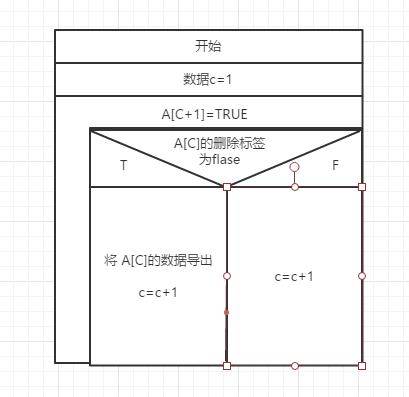 开始
数据c=1
A[C+1]=TRUE
A[C]的删除标签
为flase
T
F
将 A[C]的数据导出
c=c+1
c=c+1